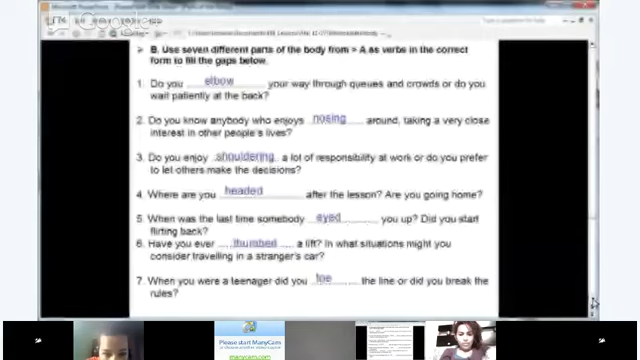 B. Use seven different parts of the body from > A as verbs in the correct
form to fill the gaps below.
1. Do you elbow your way through queues and crowds or do you
wait patiently at the back?
2. Do you know anybody who enjoys nosing around, taking a very close
interest in other people's lives?
3. Do you enjoy shouldering a lot of responsibility at work or do you prefer
to let others make the decisions?
4. Where are you headed after the lesson? Are you going home?
5. When was the last time somebody eyed you up? Did you start
flirting back?
6. Have you ever thumbed a lift? In what situations might you
consider travelling in a stranger's car?
7. When you were a teenager did you toe the line or did you break the
rules?
Please start ManyCam